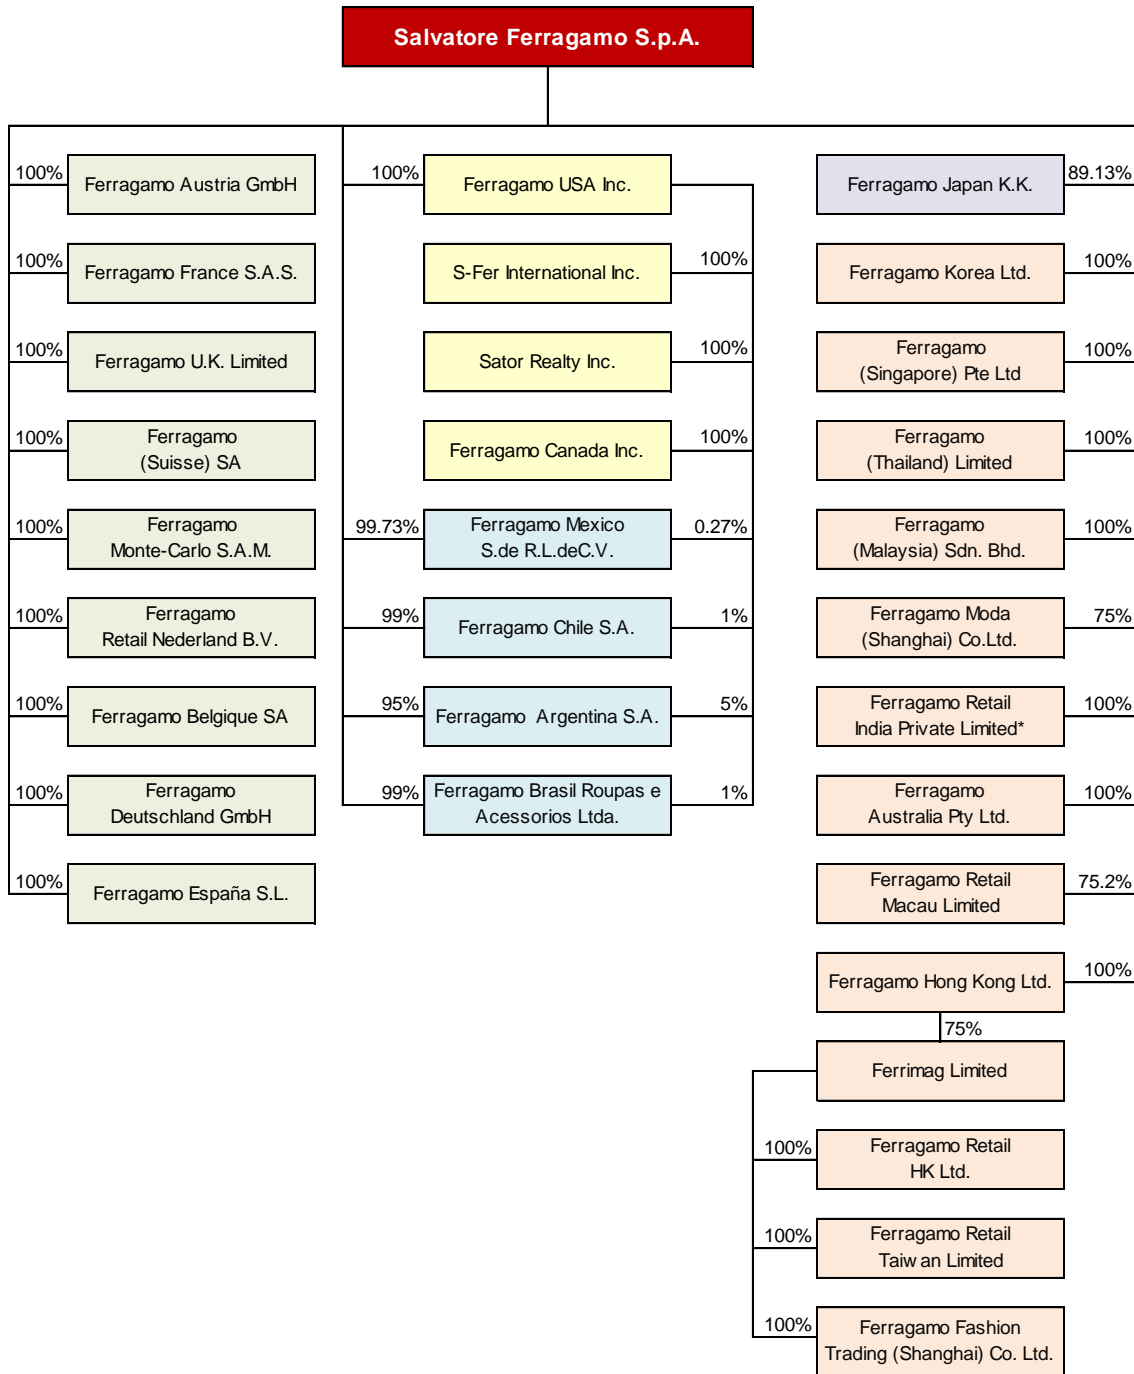 Salvatore Ferragamo S.p.A.
100%
Ferragamo Austria GmbH
100%
Ferragamo France S.A.S.
100%
Ferragamo U.K. Limited
100%
Ferragamo
(Suisse) SA
100%
Ferragamo
Monte-Carlo S.A.M.
100%
Ferragamo
Retail Nederland B.V.
100%
Ferragamo Belgique SA
100%
Ferragamo
Deutschland GmbH
100%
Ferragamo España S.L.
100%
Ferragamo USA Inc.
S-Fer International Inc.
100%
Sator Realty Inc.
100%
Ferragamo Canada Inc.
100%
99.73%
Ferragamo Mexico
S.de R.L.deC.V.
0.27%
99%
Ferragamo Chile S.A.
1%
95%
Ferragamo Argentina S.A.
5%
99%
Ferragamo Brasil Roupas e
Acessorios Ltda.
1%
Ferragamo Japan K.K.
89.13%
Ferragamo Korea Ltd.
100%
Ferragamo
(Singapore) Pte Ltd
100%
Ferragamo
(Thailand) Limited
100%
Ferragamo
(Malaysia) Sdn. Bhd.
100%
Ferragamo Moda
(Shanghai) Co.Ltd.
75%
Ferragamo Retail
India Private Limited*
100%
Ferragamo
Australia Pty Ltd.
100%
Ferragamo Retail
Macau Limited
75.2%
Ferragamo Hong Kong Ltd.
100%
75%
Ferrimag Limited
100%
Ferragamo Retail
HK Ltd.
100%
Ferragamo Retail
Taiwan Limited
100%
Ferragamo Fashion
Trading (Shanghai) Co. Ltd.